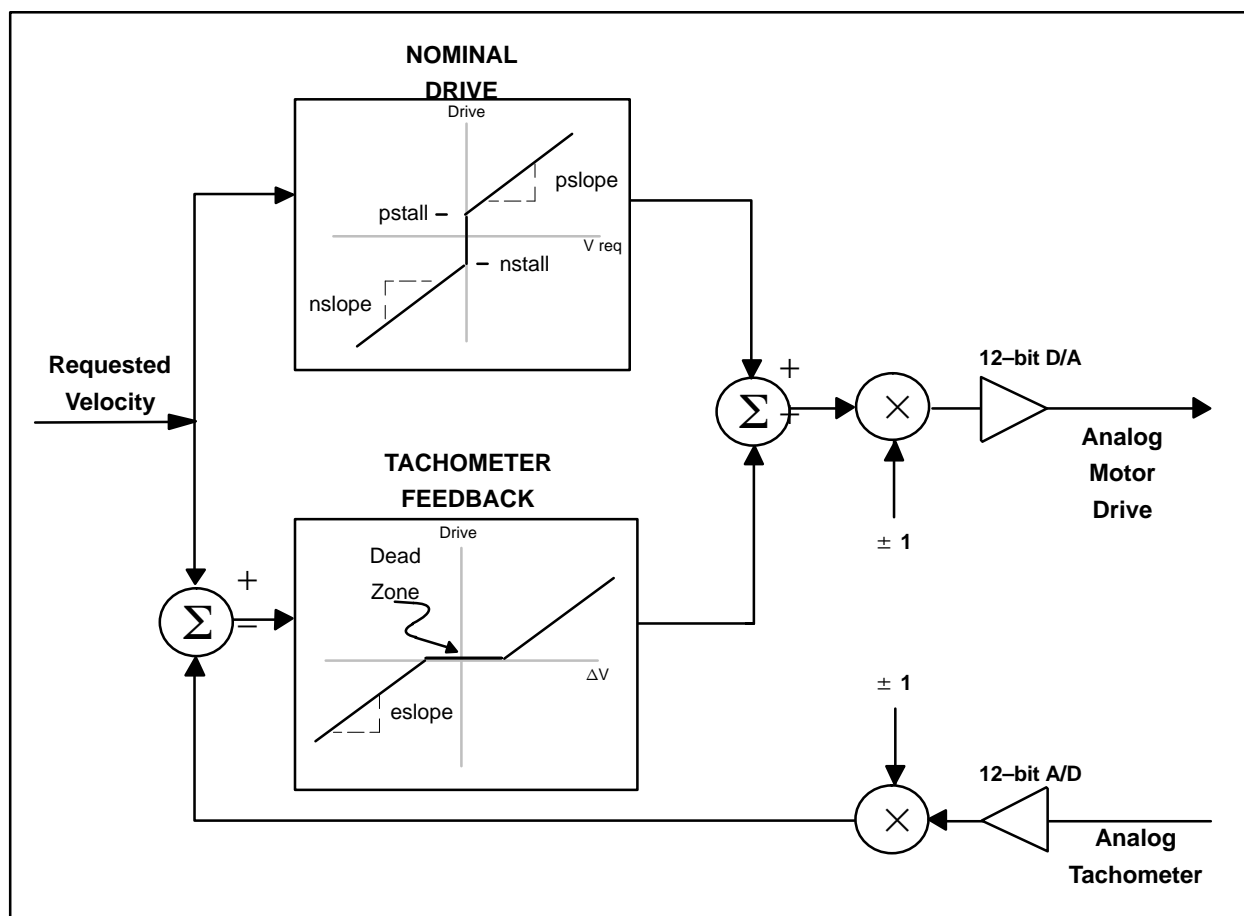 NOMINAL
DRIVE
Drive
pslope
pstall –
V req
– nstall
nslope
Requested
Velocity
12–bit D/A
+
Σ
+
×
Analog
Motor
Drive
± 1
TACHOMETER
FEEDBACK
Drive
Dead
Zone
+
Σ
–
ΔV
eslope
± 1
12–bit A/D
×
Analog
Tachometer